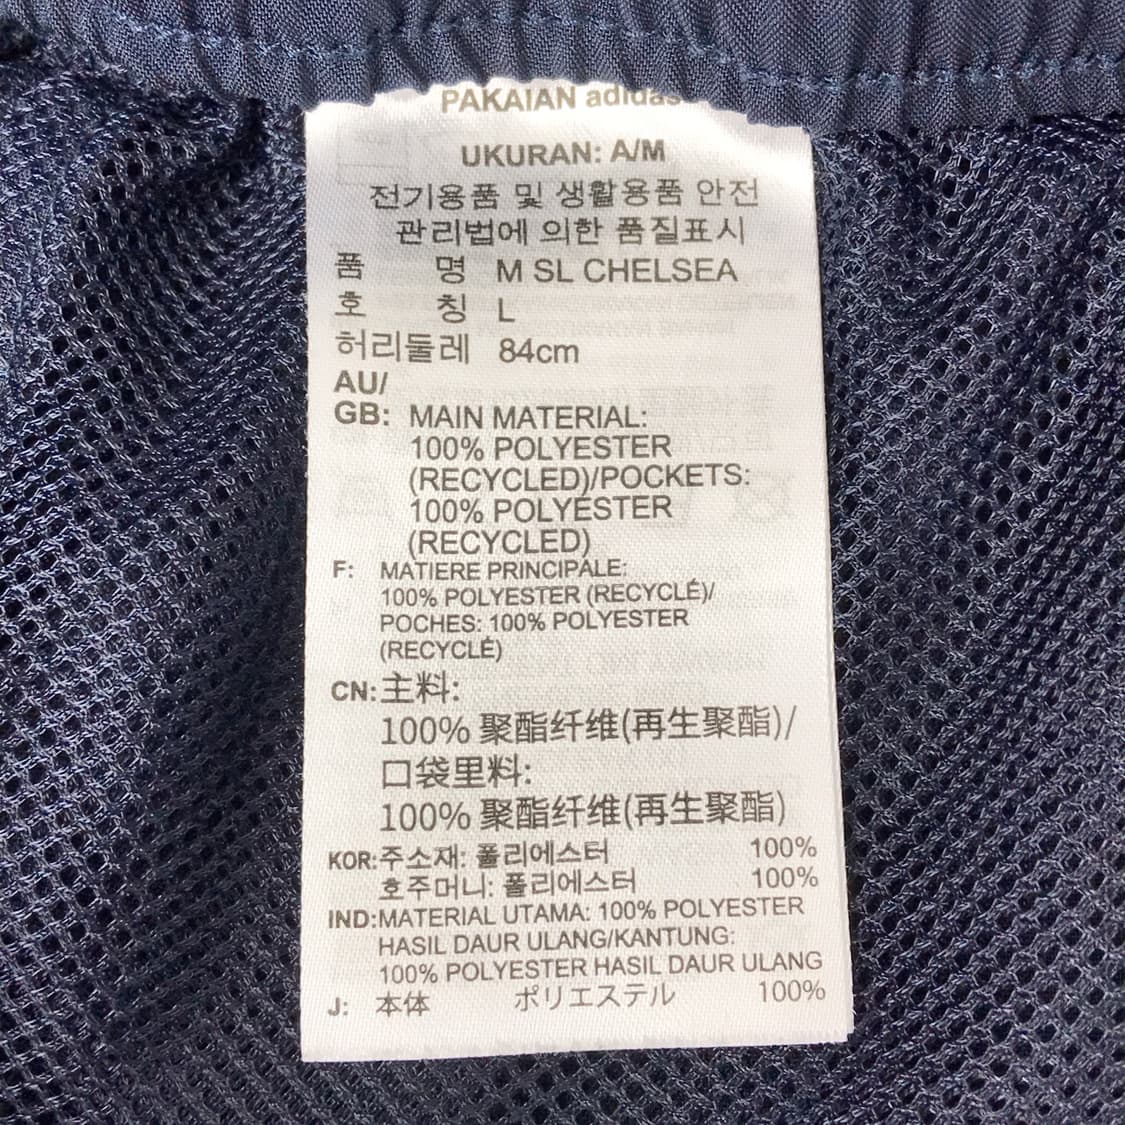 PAKAIAN adidas
UKURAN: A/M
전기용품 및 생활용품 안전
관리법에 의한 품질표시
품 명 M SL CHELSEA
호 칭 L
허리둘레 84cm
AU/
GB: MAIN MATERIAL:
100% POLYESTER
(RECYCLED)/POCKETS:
100% POLYESTER
(RECYCLED)
F: MATIERE PRINCIPALE:
100% POLYESTER (RECYCLÉ)/
POCHES: 100% POLYESTER
(RECYCLÉ)
CN: 主料:
100% 聚酯纤维(再生聚酯)/
口袋里料:
100% 聚酯纤维(再生聚酯)
KOR: 주소재: 폴리에스터 100%
호주머니: 폴리에스터 100%
IND: MATERIAL UTAMA: 100% POLYESTER
HASIL DAUR ULANG/KANTUNG:
100% POLYESTER HASIL DAUR ULANG
J: 本体 ポリエステル 100%